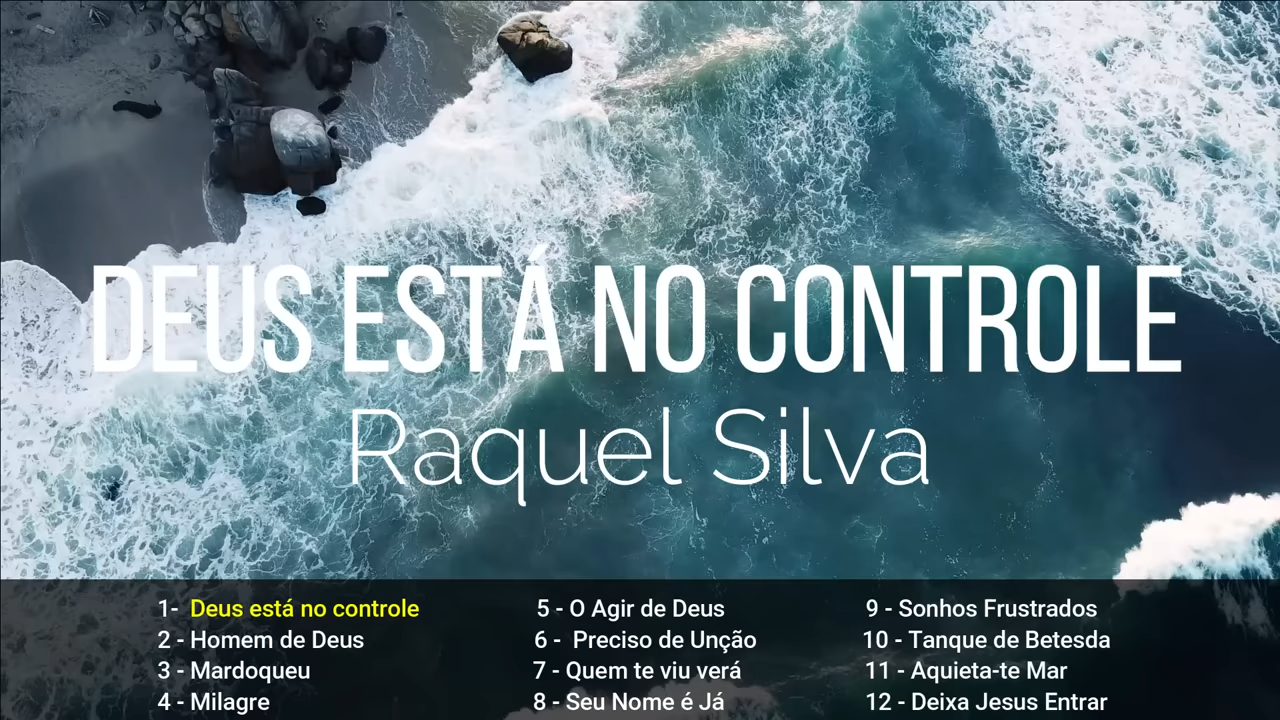 DEUS ESTÁ NO CONTROLE
Raquel Silva
1- Deus está no controle
2 - Homem de Deus
3 - Mardoqueu
4 - Milagre
5 - O Agir de Deus
6 - Preciso de Unção
7 - Quem te viu verá
8 - Seu Nome é Já
9 - Sonhos Frustrados
10 - Tanque de Betesda
11 - Aquieta-te Mar
12 - Deixa Jesus Entrar